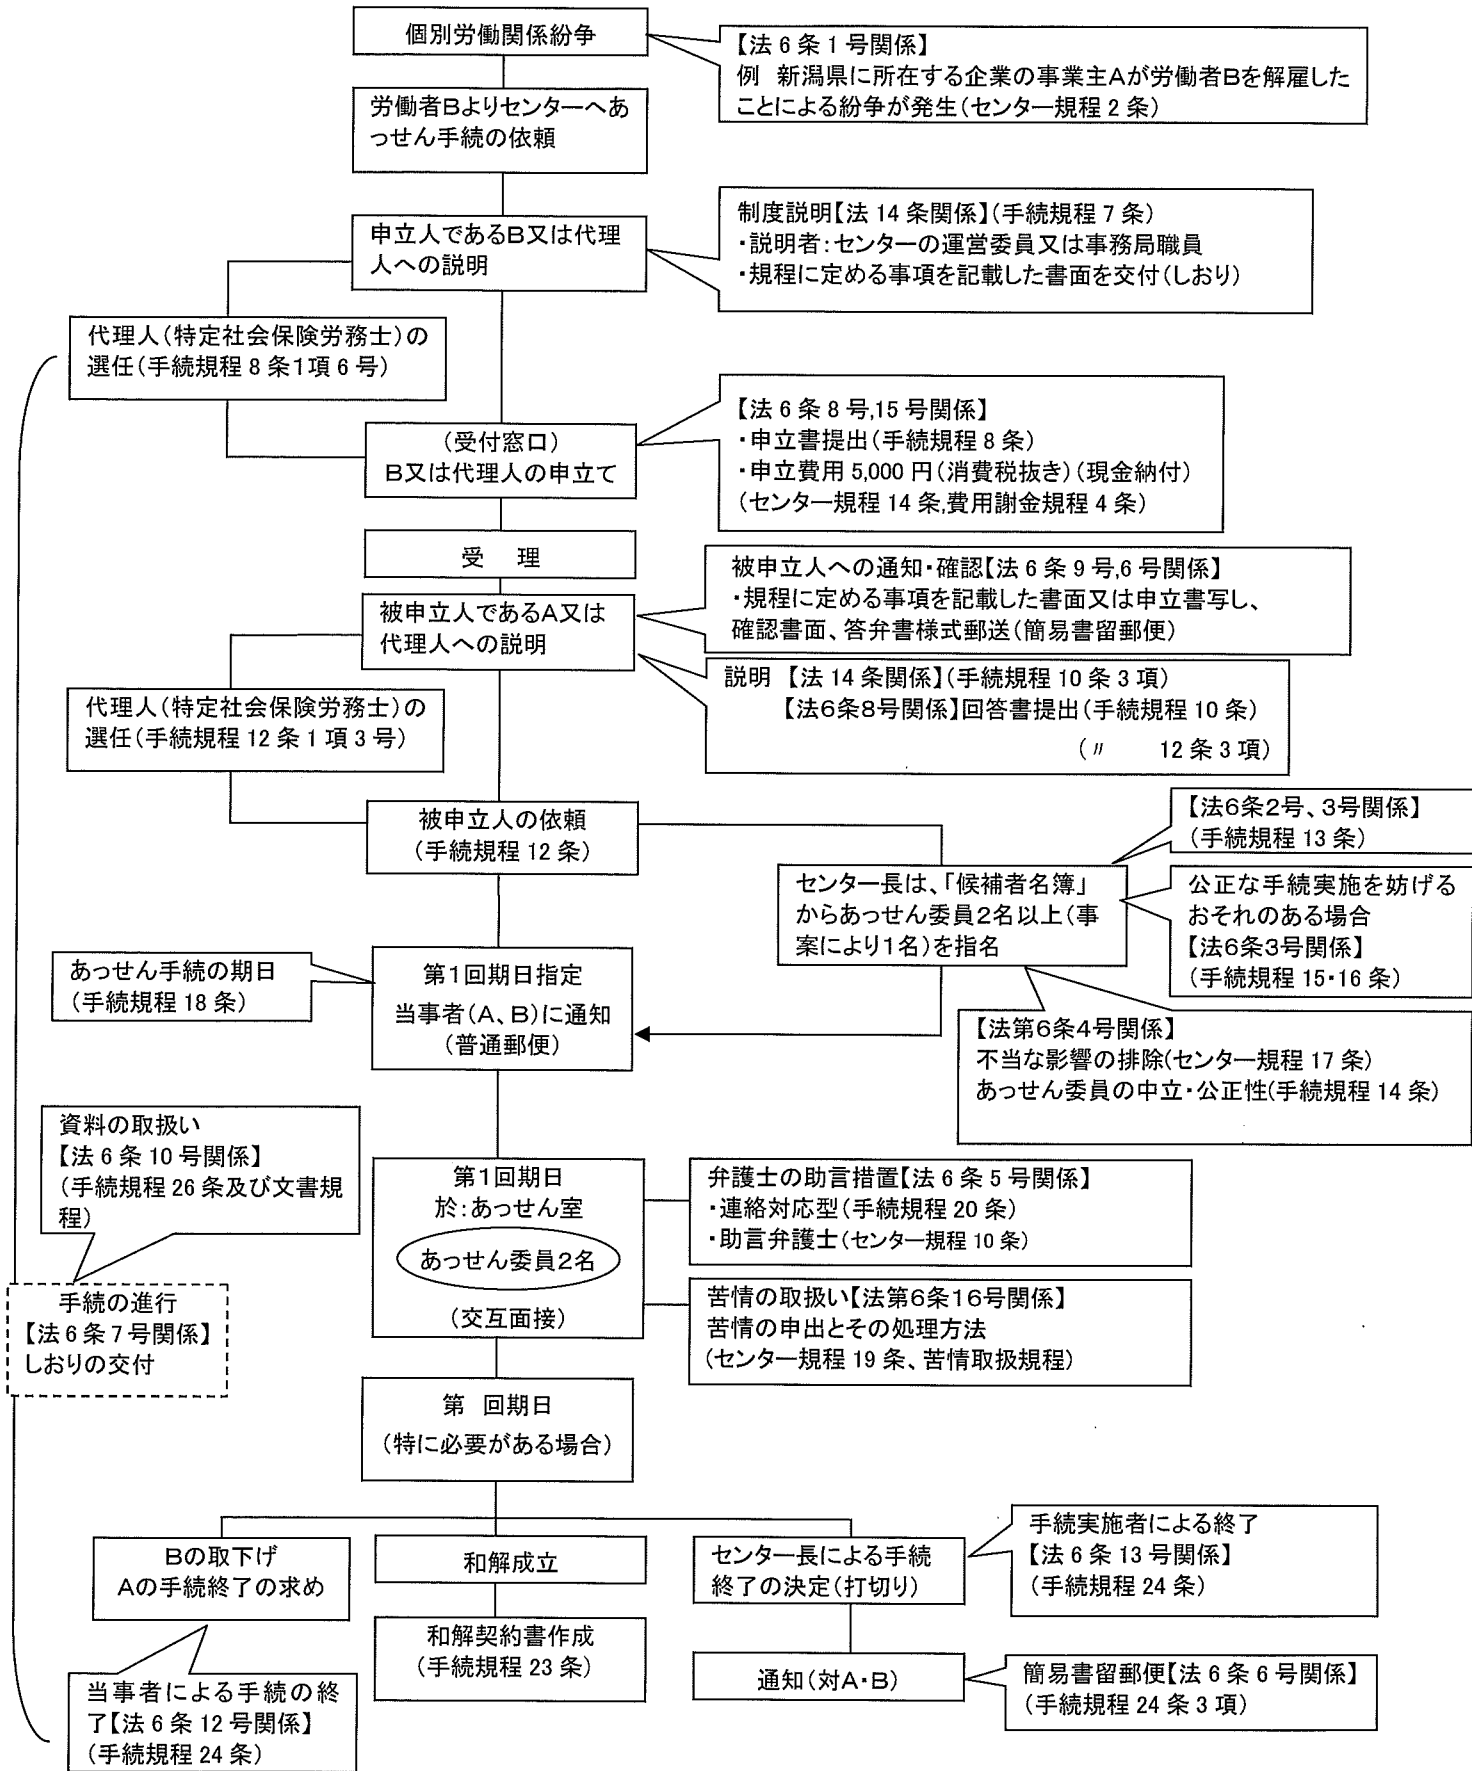 個別労働関係紛争
【法６条１号関係】
例　新潟県に所在する企業の事業主Ａが労働者Ｂを解雇した
ことによる紛争が発生（センター規程２条）
労働者Ｂよりセンターへあ
っせん手続の依頼
制度説明【法14条関係】（手続規程７条）
・説明者：センターの運営委員又は事務局職員
・規程に定める事項を記載した書面を交付（しおり）
申立人であるＢ又は代理
人への説明
代理人（特定社会保険労務士）の
選任（手続規程８条１項６号）
【法６条８号,15号関係】
・申立書提出（手続規程８条）
・申立費用5,000円（消費税抜き）（現金納付）
（センター規程14条,費用謝金規程４条）
（受付窓口）
Ｂ又は代理人の申立て
受　理
被申立人への通知・確認【法６条９号,６号関係】
・規程に定める事項を記載した書面又は申立書写し、
確認書面、答弁書様式郵送（簡易書留郵便）
被申立人であるＡ又は
代理人への説明
説明【法14条関係】（手続規程10条３項）
【法６条８号関係】回答書提出（手続規程10条）
（〃　12条３項）
代理人（特定社会保険労務士）の
選任（手続規程12条１項３号）
被申立人の依頼
（手続規程12条）
【法６条２号、３号関係】
（手続規程13条）
センター長は、「候補者名簿」
からあっせん委員２名以上（事
案により１名）を指名
公正な手続実施を妨げる
おそれのある場合
【法６条３号関係】
（手続規程15・16条）
あっせん手続の期日
（手続規程18条）
第１回期日指定
当事者（Ａ、Ｂ）に通知
（普通郵便）
【法第６条４号関係】
不当な影響の排除（センター規程17条）
あっせん委員の中立・公正性（手続規程14条）
資料の取扱い
【法６条10号関係】
（手続規程26条及び文書規
程）
第１回期日
於：あっせん室
あっせん委員２名
（交互面接）
弁護士の助言措置【法６条５号関係】
・連絡対応型（手続規程20条）
・助言弁護士（センター規程10条）
苦情の取扱い【法第６条１６号関係】
苦情の申出とその処理方法
（センター規程19条、苦情取扱規程）
手続の進行
【法６条７号関係】
しおりの交付
第　回期日
（特に必要がある場合）
Ｂの取下げ
Ａの手続終了の求め
和解成立
センター長による手続
終了の決定（打切り）
手続実施者による終了
【法６条13号関係】
（手続規程24条）
和解契約書作成
（手続規程23条）
通知（対Ａ・Ｂ）
簡易書留郵便【法６条６号関係】
（手続規程24条３項）
当事者による手続の終
了【法６条12号関係】
（手続規程24条）